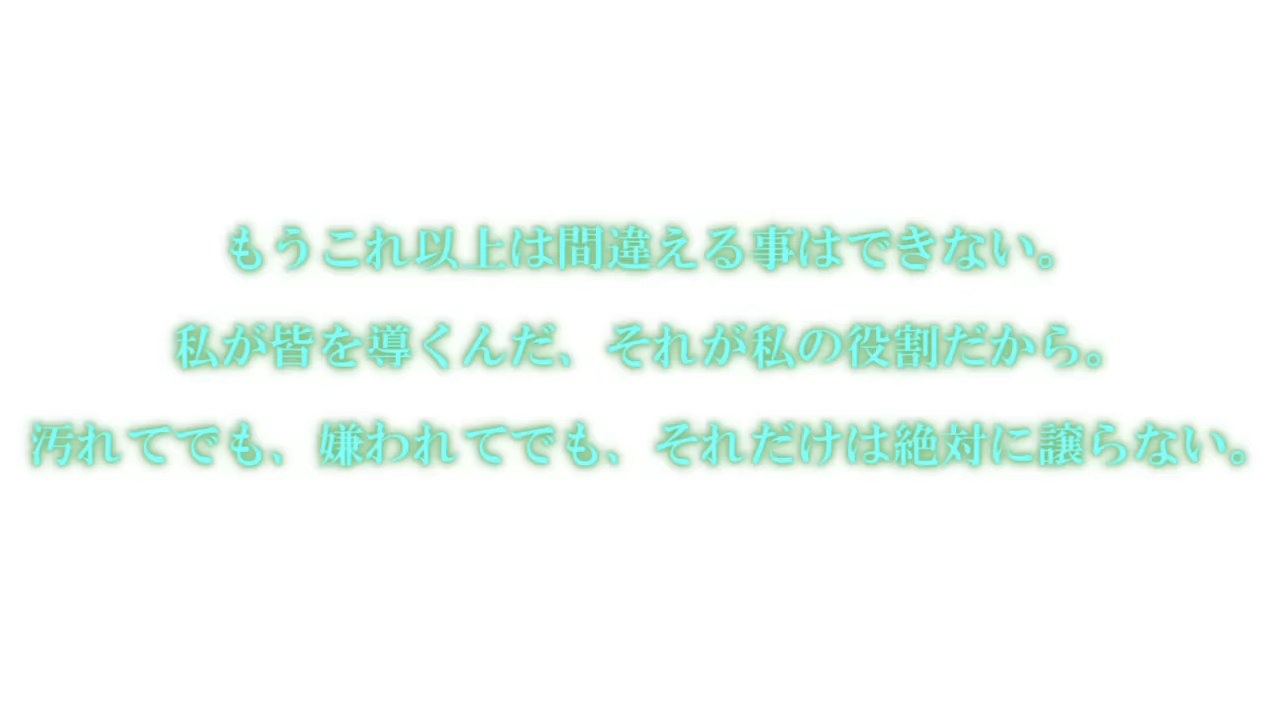 もうこれ以上は間違える事はできない。
私が皆を導くんだ、それが私の役割だから。
汚れてでも、嫌われてでも、それだけは絶対に譲らない。